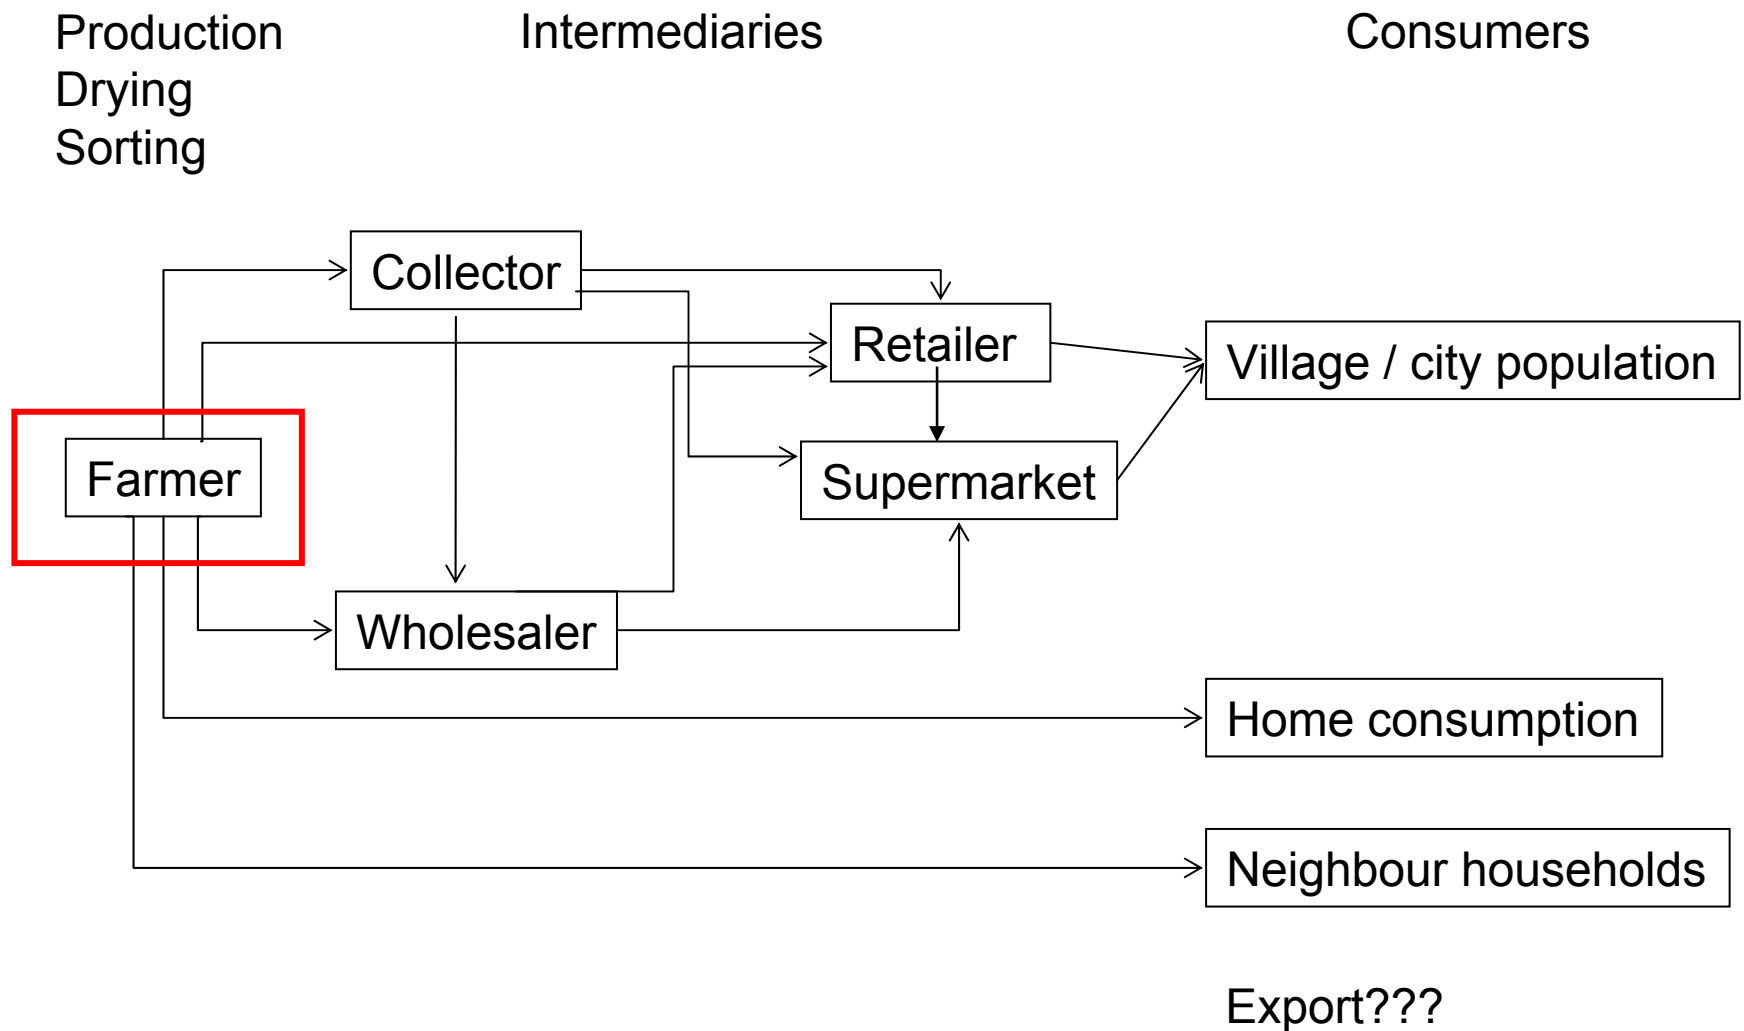 Production
Drying
Sorting
Intermediaries
Consumers
Collector
Retailer
Village / city population
Farmer
Supermarket
Wholesaler
Home consumption
Neighbour households
Export???